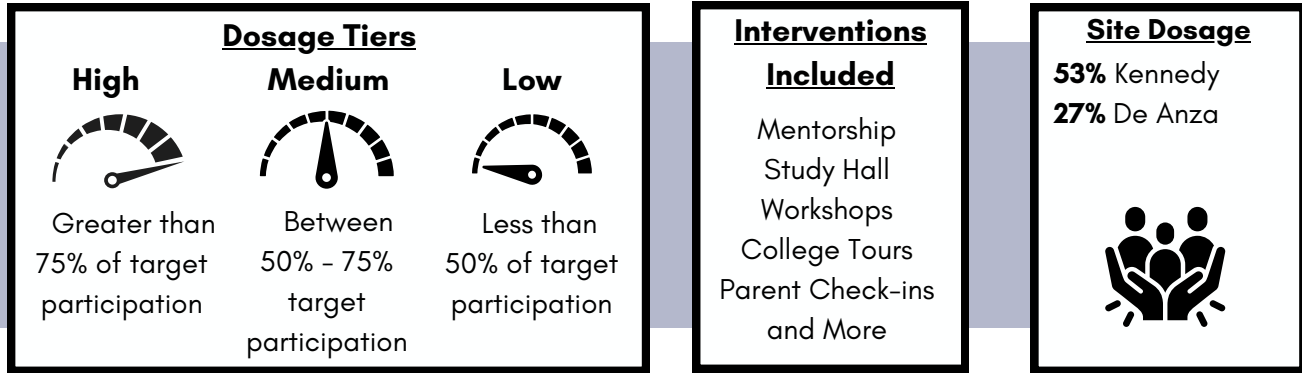 Dosage Tiers
High
Greater than
75% of target
participation
Medium
Between
50% - 75%
target
participation
Low
Less than
50% of target
participation
Interventions
Included
Mentorship
Study Hall
Workshops
College Tours
Parent Check-ins
and More
Site Dosage
53% Kennedy
27% De Anza